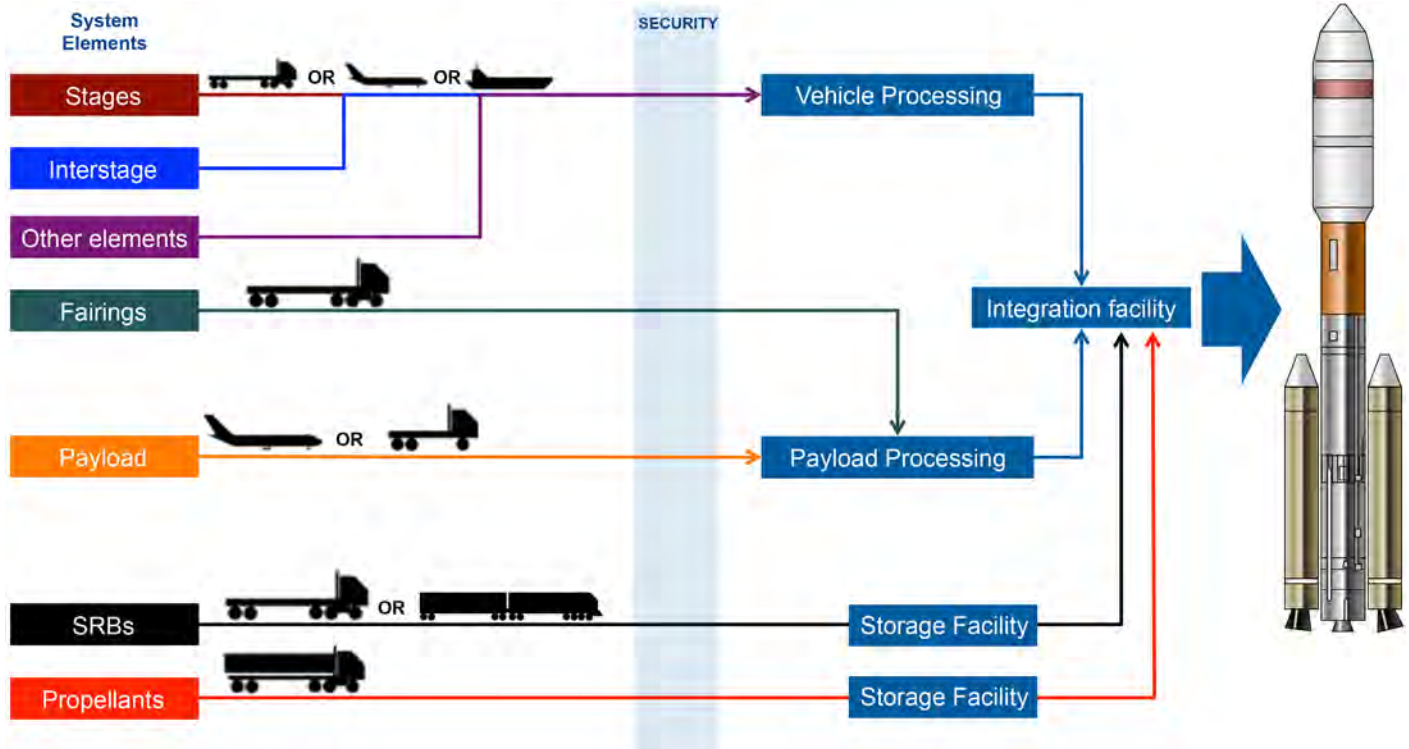 System
Elements
SECURITY
Stages
OR
OR
Vehicle Processing
Interstage
Other elements
Fairings
Integration facility
Payload
OR
Payload Processing
SRBs
OR
Storage Facility
Propellants
Storage Facility